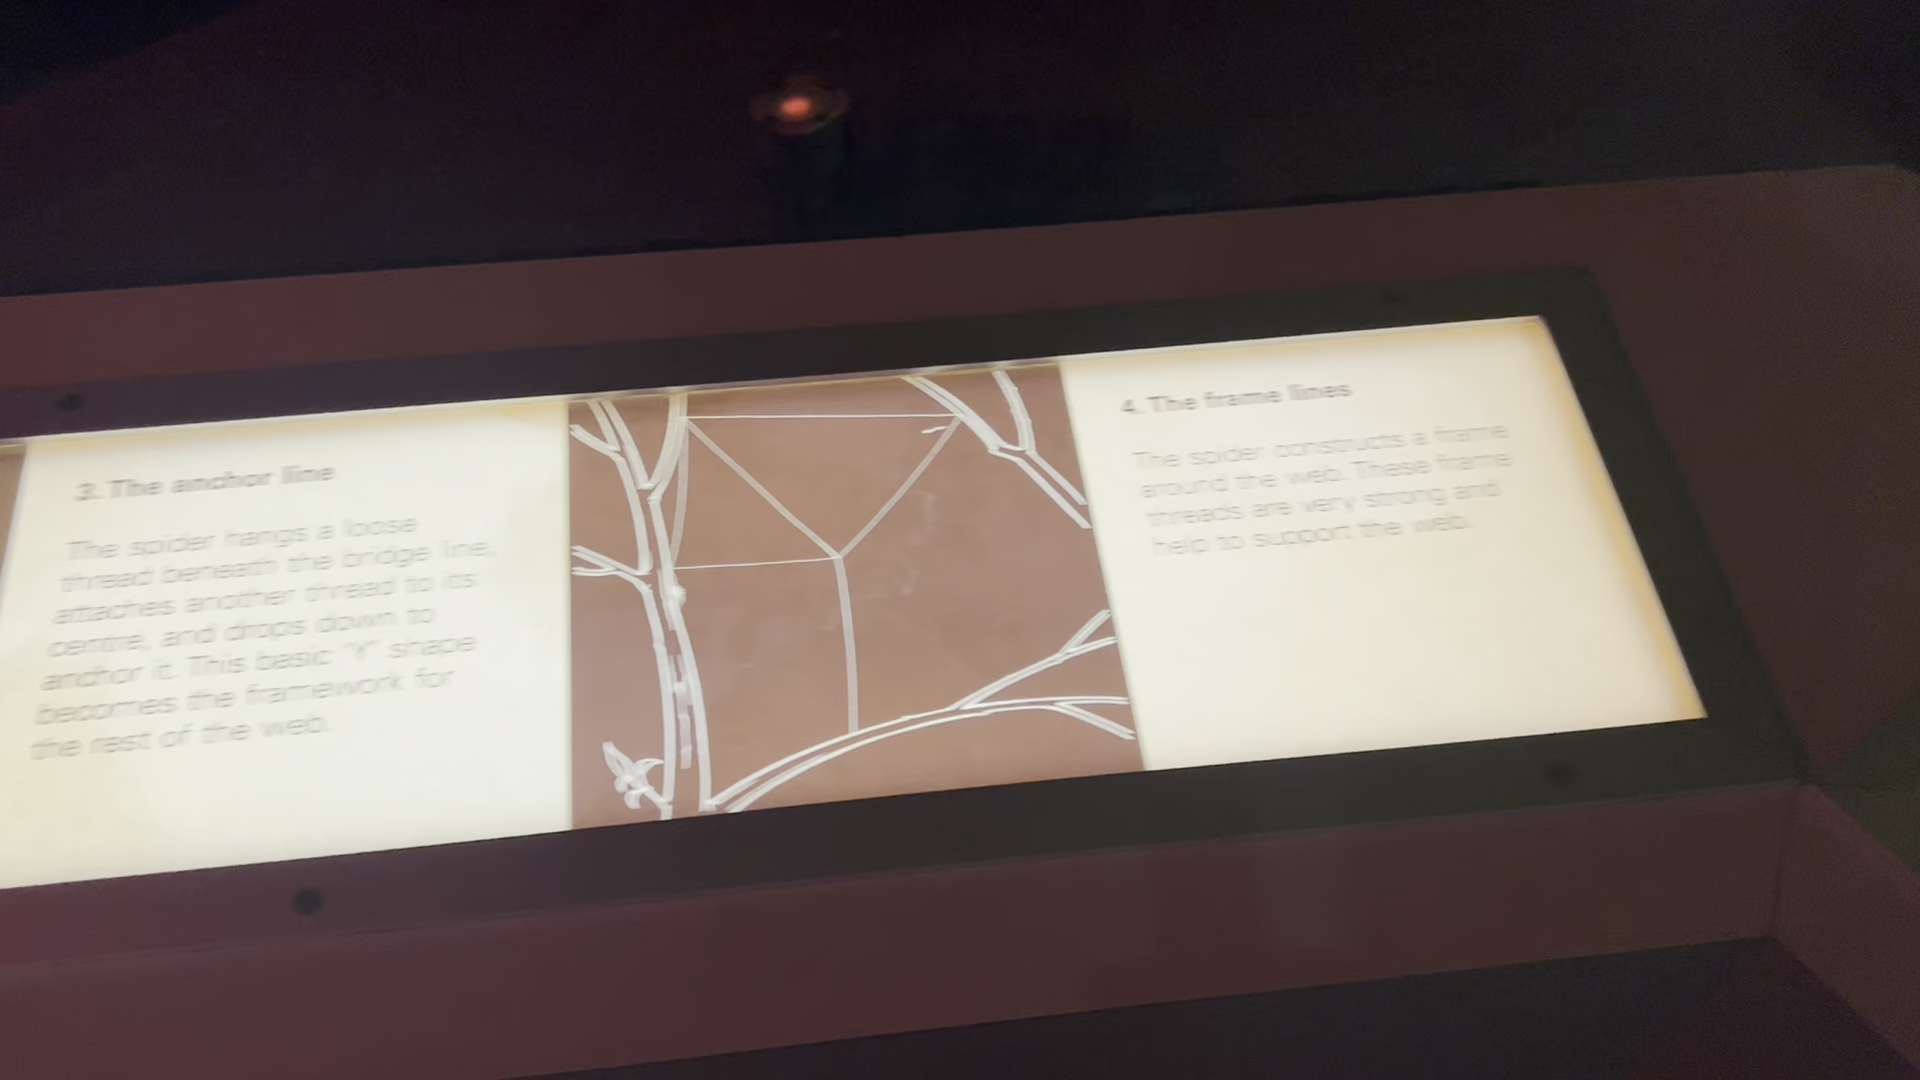 3. The anchor line
The spider hangs a loose
thread beneath the bridge line,
attaches another thread to its
centre, and drops down to
anchor it. This basic "Y" shape
becomes the framework for
the rest of the web.
4. The frame lines
The spider constructs a frame
around the web. These frame
threads are very strong and
help to support the web.